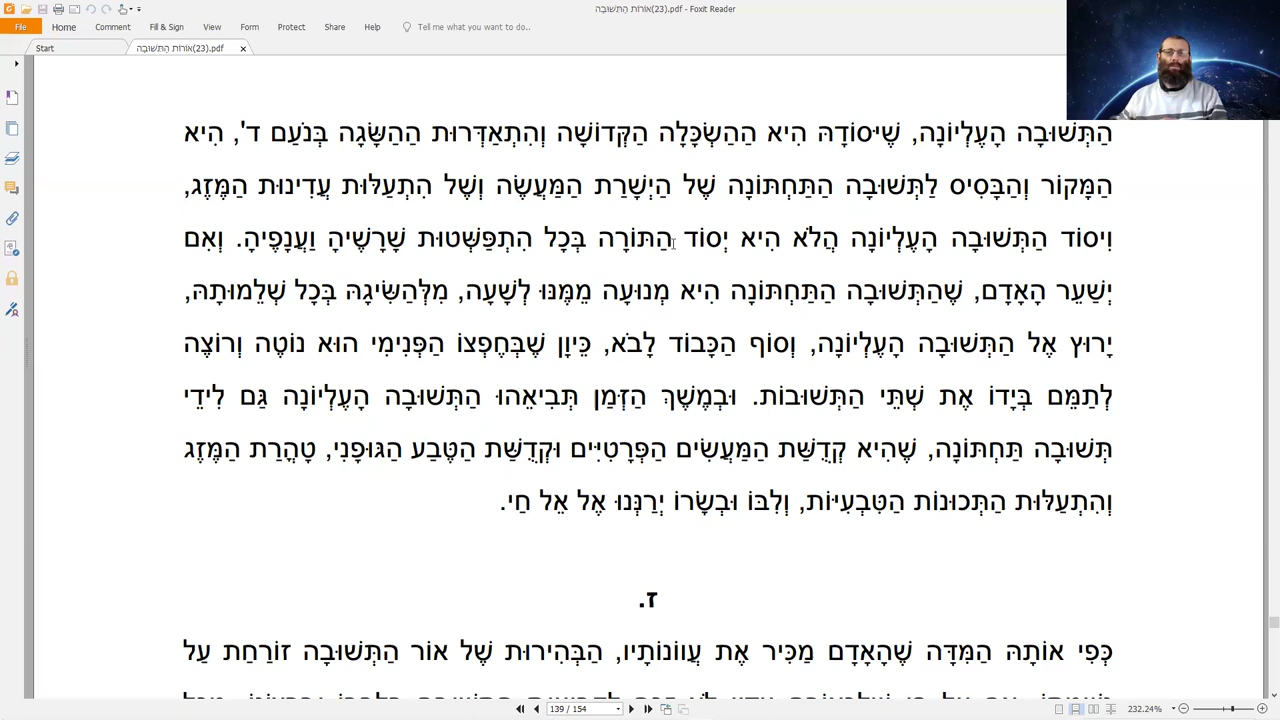 אוֹרוֹת הַתְּשׁוּבָה(23).pdf - Foxit Reader
File Home Comment Fill & Sign View Form Protect Share Help Tell me what you want to do..
Start אוֹרוֹת הַתְּשׁוּבָה(23).pdf
הַתְּשׁוּבָה הָעֶלְיוֹנָה, שֶׁיּסוֹדָהּ הִיא הַהַשְׂכָּלָה הַקְּדוֹשָׁה וְהִתְאַדְּרוּת הַהַשָּׂגָה בְּנֹעַם ד', הִיא
הַמָּקוֹר וְהַבָּסִיס לַתְּשׁוּבָה הַתַּחְתּוֹנָה שֶׁל הַיְשָׁרַת הַמַּעֲשֶׂה וְשֶׁל הִתְעַלּוּת עֲדִינוּת הַמֶּזֶג,
וִיסוֹד הַתְּשׁוּבָה הָעֶלְיוֹנָה הֲלֹא הִיא יְסוֹד הַתּוֹרָה בְּכָל הִתְפַּשְּׁטוּת שָׁרָשֶׁיהָ וַעֲנָפֶיהָ. וְאִם
יְשַׁעֵר הָאָדָם, שֶׁהַתְּשׁוּבָה הַתַּחְתּוֹנָה הִיא מְנוּעָה מִמֶּנּוּ לְשָׁעָה, מִלְּהַשִּׂיגָהּ בְּכָל שְׁלֵמוּתָהּ,
יָרוּץ אֶל הַתְּשׁוּבָה הָעֶלְיוֹנָה, וְסוֹף הַכָּבוֹד לָבֹא, כֵּיוָן שֶׁבְּחֶפְצוֹ הַפְּנִימִי הוּא נוֹטֶה וְרוֹצֶה
לְתַמֵּם בְּיָדוֹ אֶת שְׁתֵּי הַתְּשׁוּבוֹת. וּבְמֶשֶׁךְ הַזְּמַן תְּבִיאֵהוּ הַתְּשׁוּבָה הָעֶלְיוֹנָה גַּם לִידֵי
תְּשׁוּבָה תַּחְתּוֹנָה, שֶׁהִיא קְדֻשַּׁת הַמַּעֲשִׂים הַפְּרָטִיִּים וּקְדֻשַּׁת הַטֶּבַע הַגּוּפָנִי, טָהֳרַת הַמֶּזֶג
וְהִתְעַלּוּת הַתְּכוּנוֹת הַטִּבְעִיּוֹת, וְלִבּוֹ וּבְשָׂרוֹ יְרַנְּנוּ אֶל אֵל חַי.
ז.
כְּפִי אוֹתָהּ הַמִּדָּה שֶׁהָאָדָם מַכִּיר אֶת עֲווֹנוֹתָיו, הַבְּהִירוּת שֶׁל אוֹר הַתְּשׁוּבָה זוֹרַחַת עַל
139 / 154 232.24%